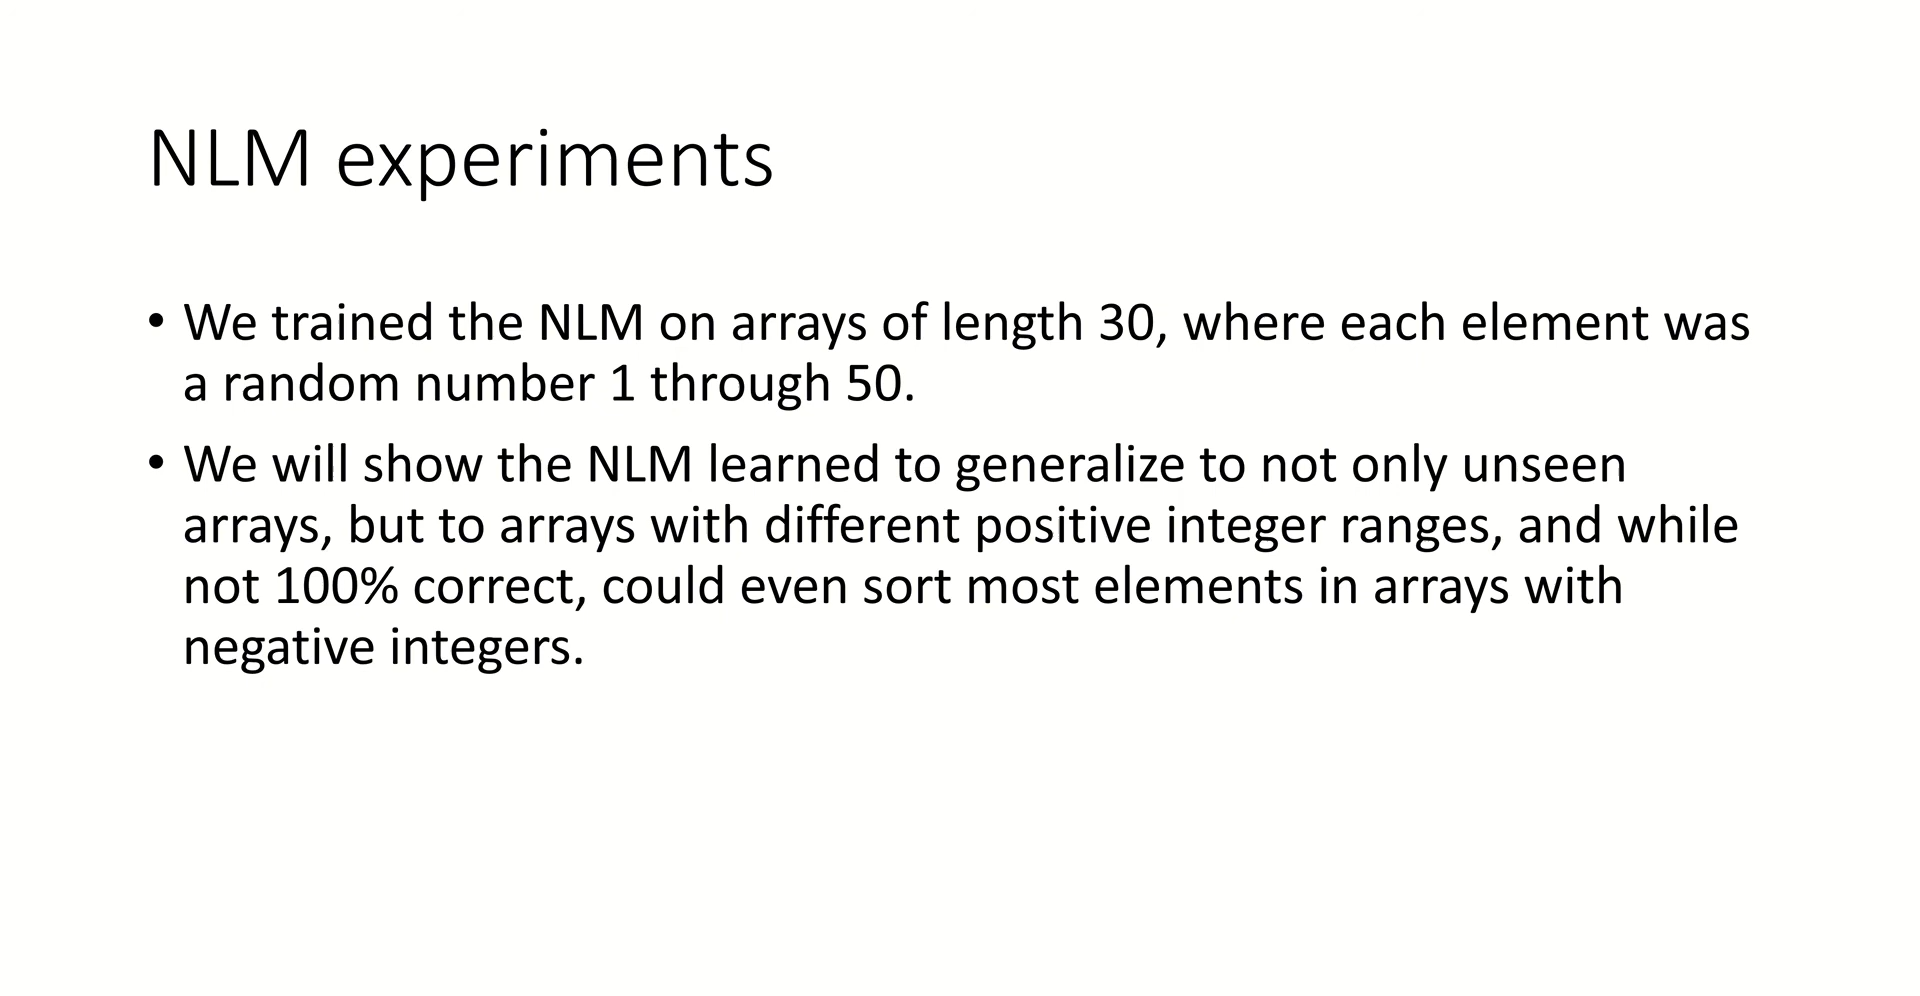 NLM experiments
• We trained the NLM on arrays of length 30, where each element was
a random number 1 through 50.
• We will show the NLM learned to generalize to not only unseen
arrays, but to arrays with different positive integer ranges, and while
not 100% correct, could even sort most elements in arrays with
negative integers.